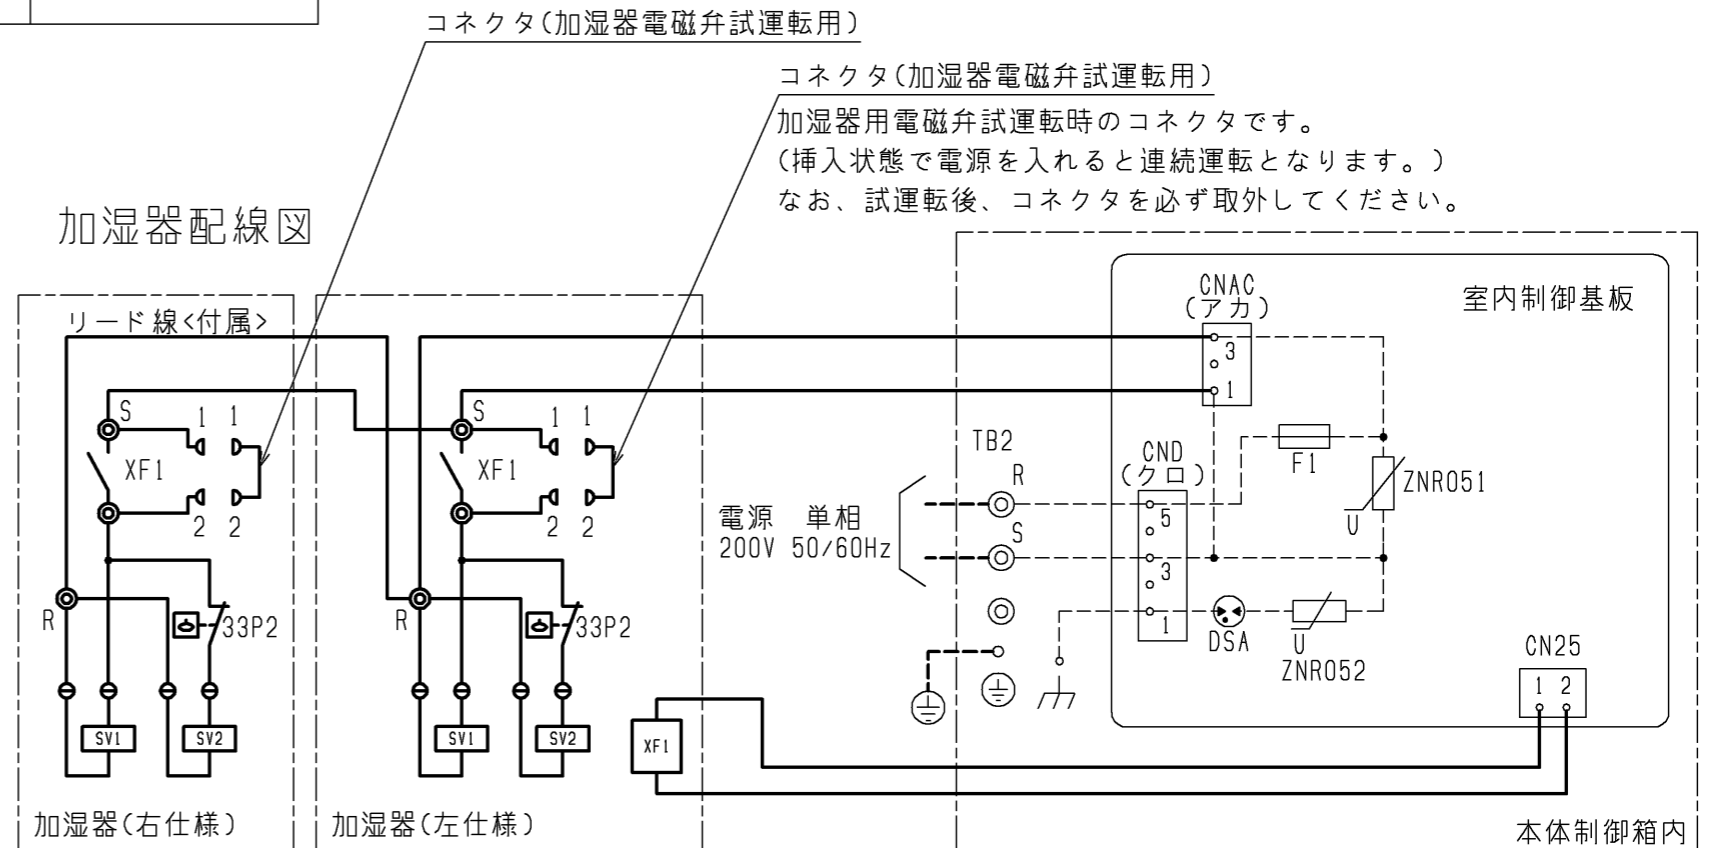 コネクタ(加湿器電磁弁試運転用)
コネクタ(加湿器電磁弁試運転用)
加湿器用電磁弁試運転時のコネクタです。
(挿入状態で電源を入れると連続運転となります。)
なお、試運転後、コネクタを必ず取外してください。
加湿器配線図
リード線<付属>
S
1
1
XF1
2
2
R
33P2
SV1
SV2
加湿器(右仕様)
S
1
1
XF1
2
2
R
33P2
SV1
SV2
XF1
加湿器(左仕様)
電源 単相
200V 50/60Hz
TB2
R
S
室内制御基板
CNAC
(アカ)
3
1
CND
(クロ)
5
3
1
F1
ZNR051
U
DSA
U
ZNR052
CN25
1 2
本体制御箱内